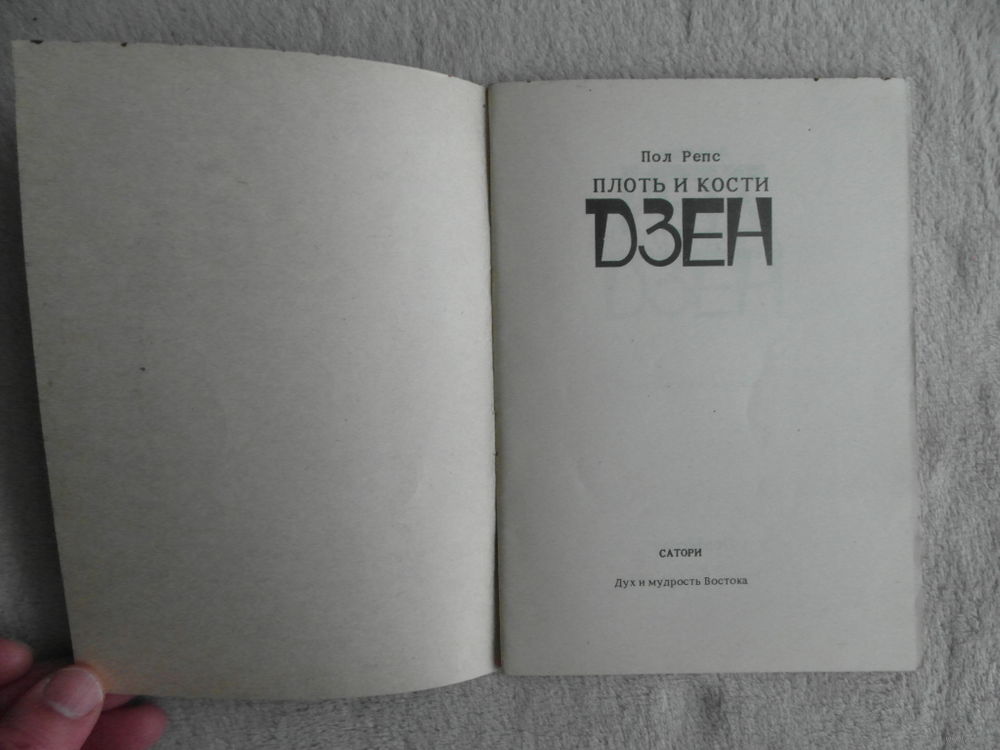 Пол Репс
ПЛОТЬ И КОСТИ
ДЗЕН
САТОРИ
Дух и мудрость Востока